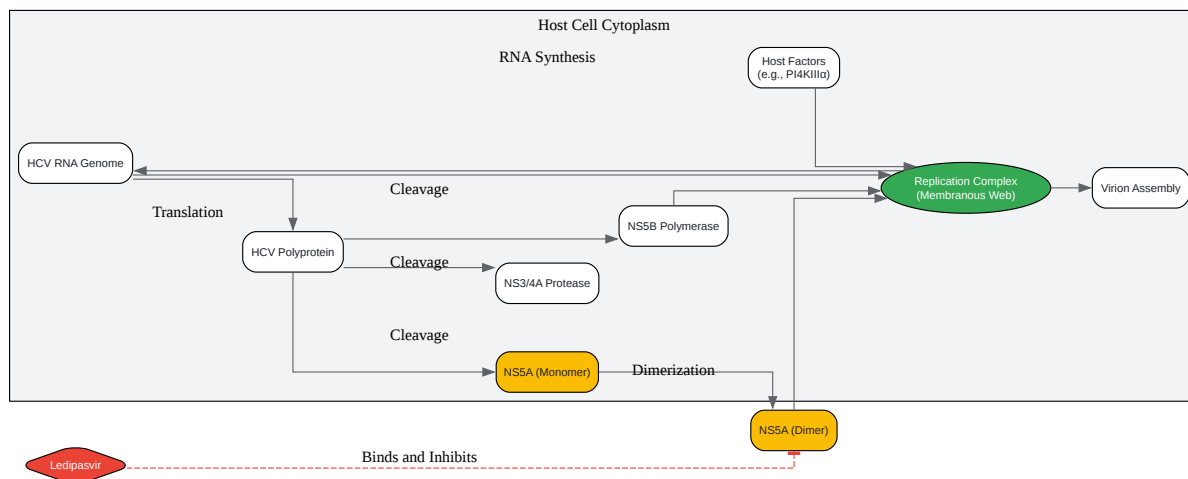 Host Cell Cytoplasm
RNA Synthesis
Host Factors
(e.g., PI4KIIIα)
HCV RNA Genome
Cleavage
Replication Complex
(Membranous Web)
Virion Assembly
Translation
NS5B Polymerase
HCV Polyprotein
Cleavage
NS3/4A Protease
Cleavage
NS5A (Monomer)
Dimerization
NS5A (Dimer)
Ledipasvir
Binds and Inhibits